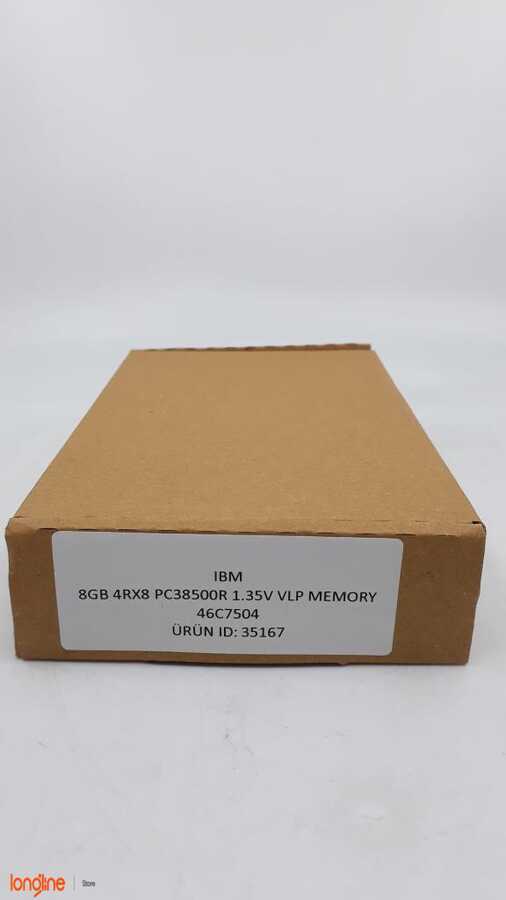 IBM
8GB 4RX8 PC38500R 1.35V VLP MEMORY
46C7504
ÜRÜN ID: 35167
longline Store